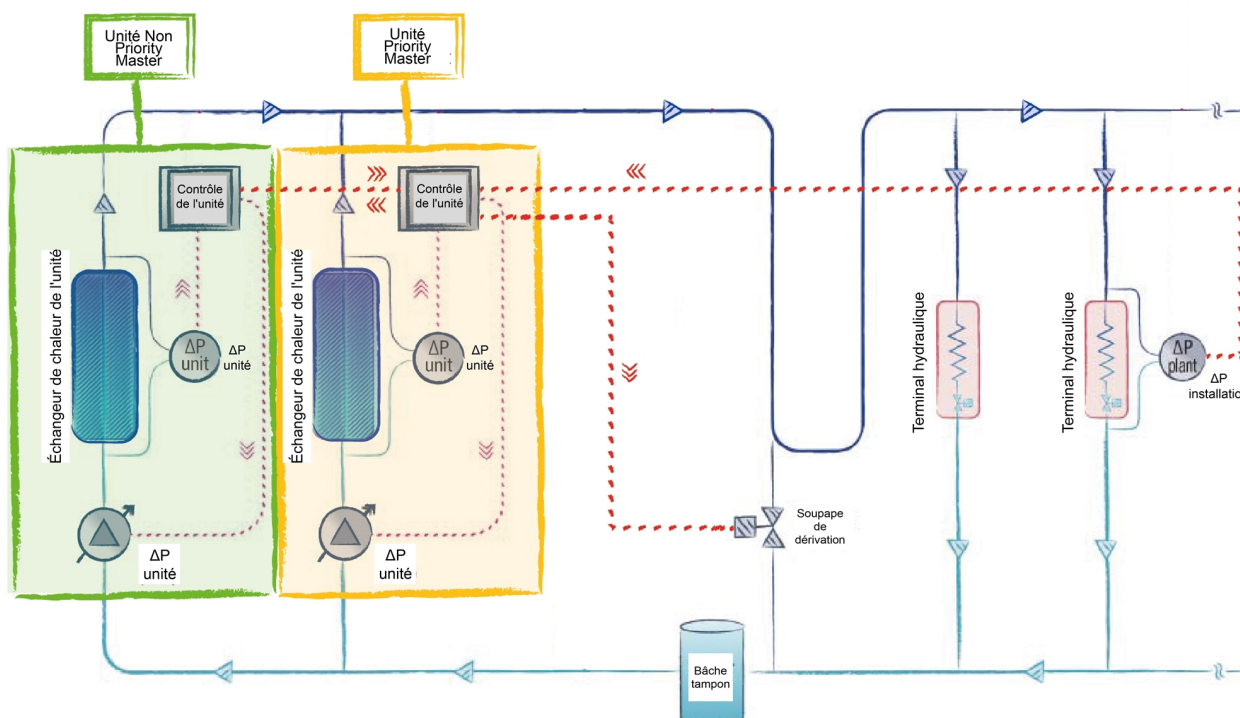 Unité Non
Priority
Master
Unité
Priority
Master
Contrôle
de l'unité
Contrôle
de l'unité
Échangeur de chaleur de l'unité
ΔP
unit
ΔP
unité
Échangeur de chaleur de l'unité
ΔP
unit
ΔP
unité
Terminal hydraulique
Terminal hydraulique
ΔP
plant
ΔP
installation
ΔP
unité
ΔP
unité
Soupape
de
dérivation
Bâche
tampon